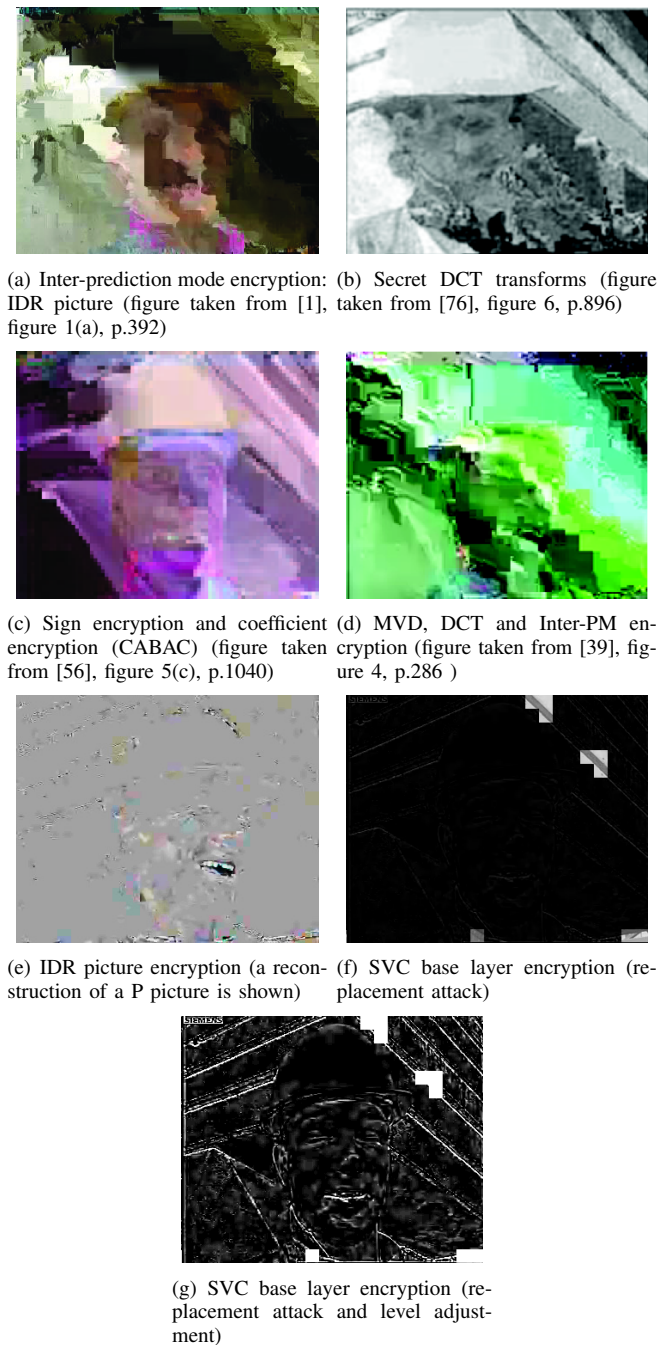 (a) Inter-prediction mode encryption:
IDR picture (figure taken from [1],
figure 1(a), p.392)
(b) Secret DCT transforms (figure
taken from [76], figure 6, p.896)
(c) Sign encryption and coefficient
encryption (CABAC) (figure taken
from [56], figure 5(c), p.1040)
(d) MVD, DCT and Inter-PM en-
cryption (figure taken from [39], fig-
ure 4, p.286 )
(e) IDR picture encryption (a recon-
struction of a P picture is shown)
(f) SVC base layer encryption (re-
placement attack)
SIEMENS
(g) SVC base layer encryption (re-
placement attack and level adjust-
ment)